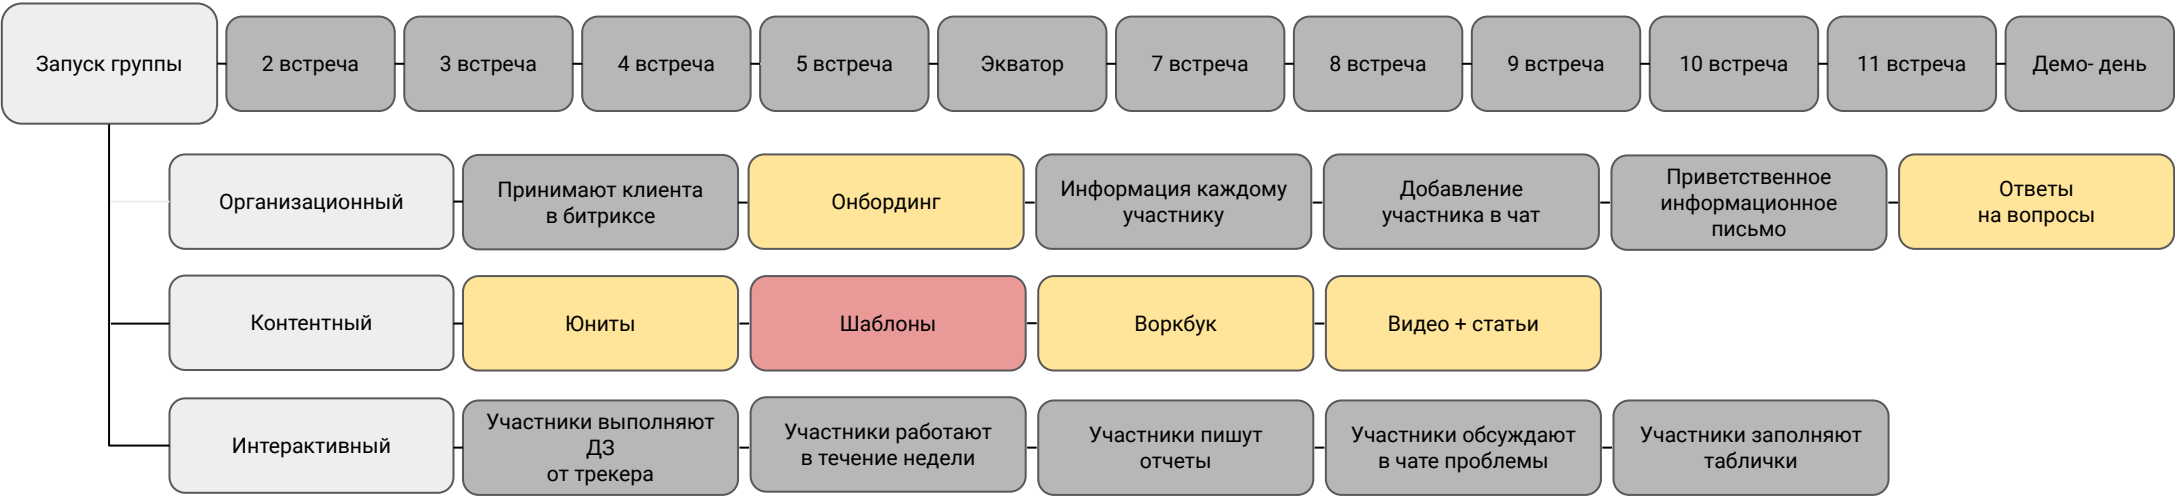 Запуск группы
2 встреча
3 встреча
4 встреча
5 встреча
Экватор
7 встреча
8 встреча
9 встреча
10 встреча
11 встреча
Демо- день
Организационный
Принимают клиента
в битриксе
Онбординг
Информация каждому
участнику
Добавление
участника в чат
Приветственное
информационное
письмо
Ответы
на вопросы
Контентный
Юниты
Шаблоны
Воркбук
Видео + статьи
Интерактивный
Участники выполняют
ДЗ
от трекера
Участники работают
в течение недели
Участники пишут
отчеты
Участники обсуждают
в чате проблемы
Участники заполняют
таблички